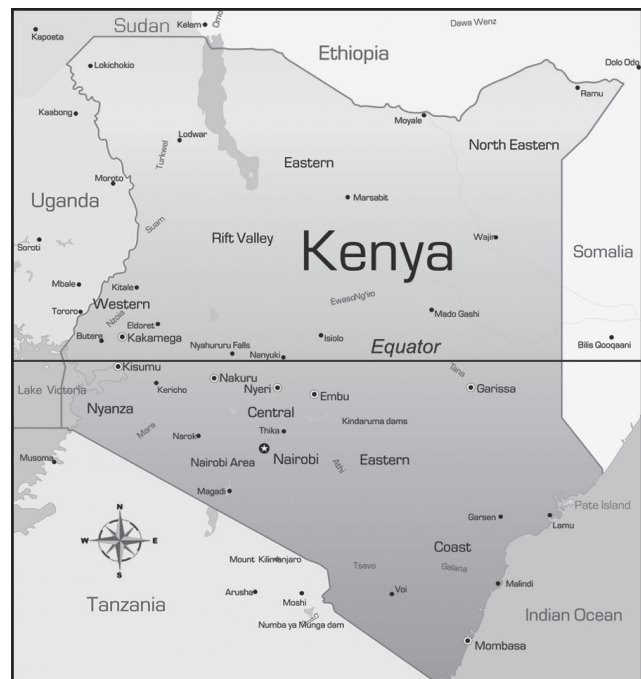 Sudan
Kelem
Omo
Dawa Wenz
Kapoeta
Ethiopia
Dolo Odo
Lokichokio
Ramu
Kaabong
Moyale
Lodwar
North Eastern
Turkwel
Eastern
Moroto
Marsabit
Uganda
Suam
Rift Valley
Kenya
Wajir
Soroti
Somalia
Mbale
Kitale
Western
EwasoNg'iro
Tororo
Nzoia
Eldoret
Mado Gashi
Butere
Kakamega
Nyahururu Falls
Isiolo
Equator
Bilis Qooqaani
Nanyuki
Kisumu
Tana
Lake Victoria
Kericho
Nakuru
Nyeri
Embu
Garissa
Nyanza
Central
Kindaruma dams
Mara
Narok
Thika
Musoma
Nairobi Area
Nairobi
Athi
Eastern
Magadi
Pate Island
N
Garsen
Lamu
W
E
S
Coast
Mount Kilimanjaro
Tsavo
Galana
Tanzania
Arusha
Moshi
Voi
Malindi
Numba ya Munga dam
Indian Ocean
Mombasa